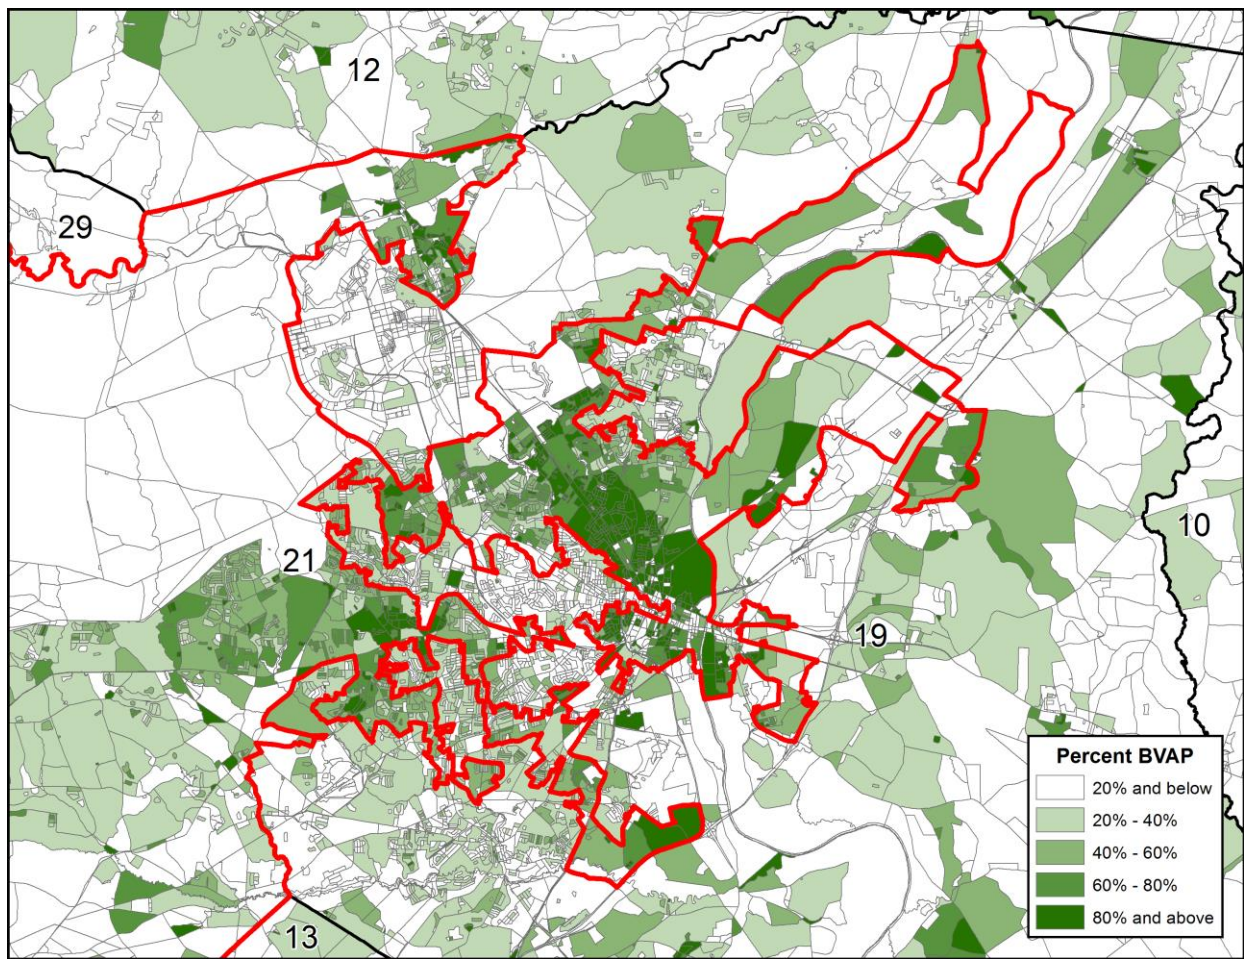 12
29
21
10
19
13
Percent BVAP
20% and below
20% - 40%
40% - 60%
60% - 80%
80% and above